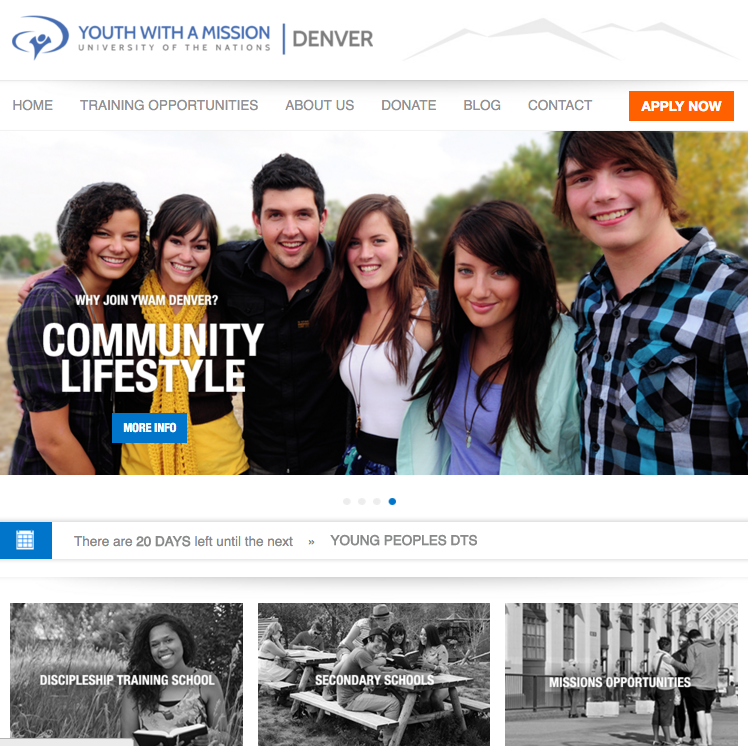 YOUTH WITH A MISSION
UNIVERSITY OF THE NATIONS
DENVER
HOME TRAINING OPPORTUNITIES ABOUT US DONATE BLOG CONTACT APPLY NOW
WHY JOIN YWAM DENVER?
COMMUNITY
LIFESTYLE
MORE INFO
There are 20 DAYS left until the next » YOUNG PEOPLES DTS
DISCIPLESHIP TRAINING SCHOOL
SECONDARY SCHOOLS
MISSIONS OPPORTUNITIES